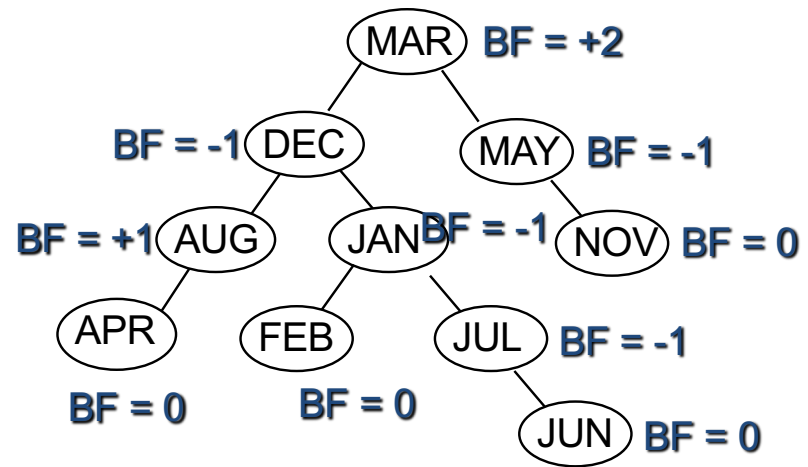 MAR BF = +2
BF = -1 DEC MAY BF = -1
BF = +1 AUG JAN BF = -1 NOV BF = 0
APR FEB JUL BF = -1
BF = 0 BF = 0
JUN BF = 0